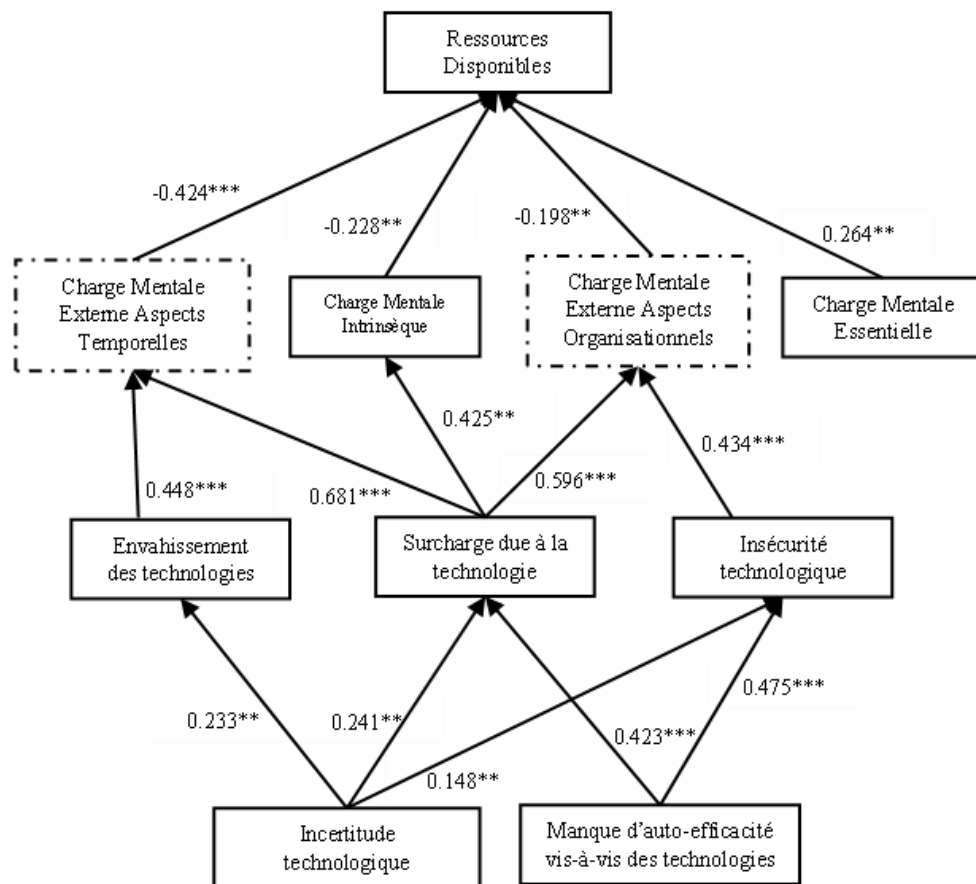 Ressources
Disponibles
-0.424***
-0.228**
-0.198**
0.264**
Charge Mentale
Externe Aspects
Temporelles
Charge Mentale
Intrinsèque
Charge Mentale
Externe Aspects
Organisationnels
Charge Mentale
Essentielle
0.425**
0.434***
0.448***
0.681***
0.596***
Envahissement
des technologies
Surcharge due à la
technologie
Insécurité
technologique
0.475***
0.233**
0.241**
0.423***
0.148**
Incertitude
technologique
Manque d'auto-efficacité
vis-à-vis des technologies